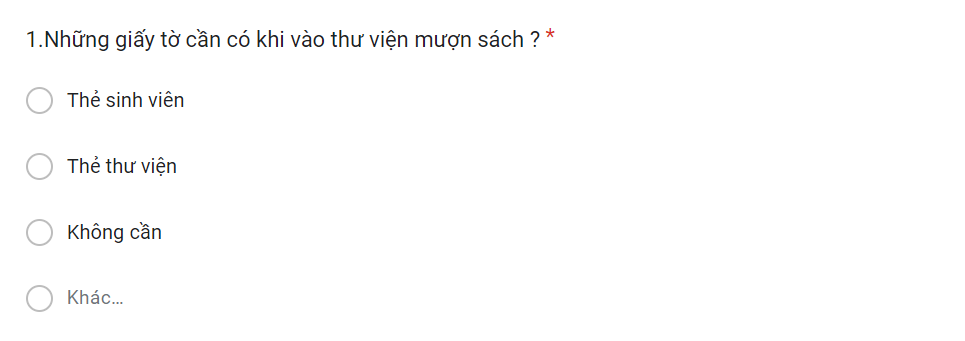 1.Những giấy tờ cần có khi vào thư viện mượn sách ? *
Thẻ sinh viên
Thẻ thư viện
Không cần
Khác...